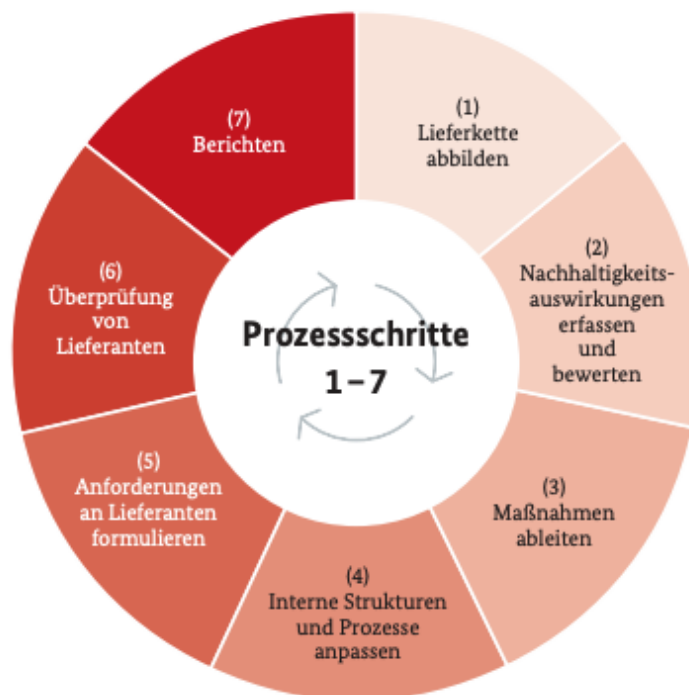 (1)
Lieferkette
abbilden
(2)
Nachhaltigkeits-
auswirkungen
erfassen
und
bewerten
(3)
Maßnahmen
ableiten
(4)
Interne Strukturen
und Prozesse
anpassen
(5)
Anforderungen
an Lieferanten
formulieren
(6)
Überprüfung
von
Lieferanten
(7)
Berichten
Prozessschritte
1–7